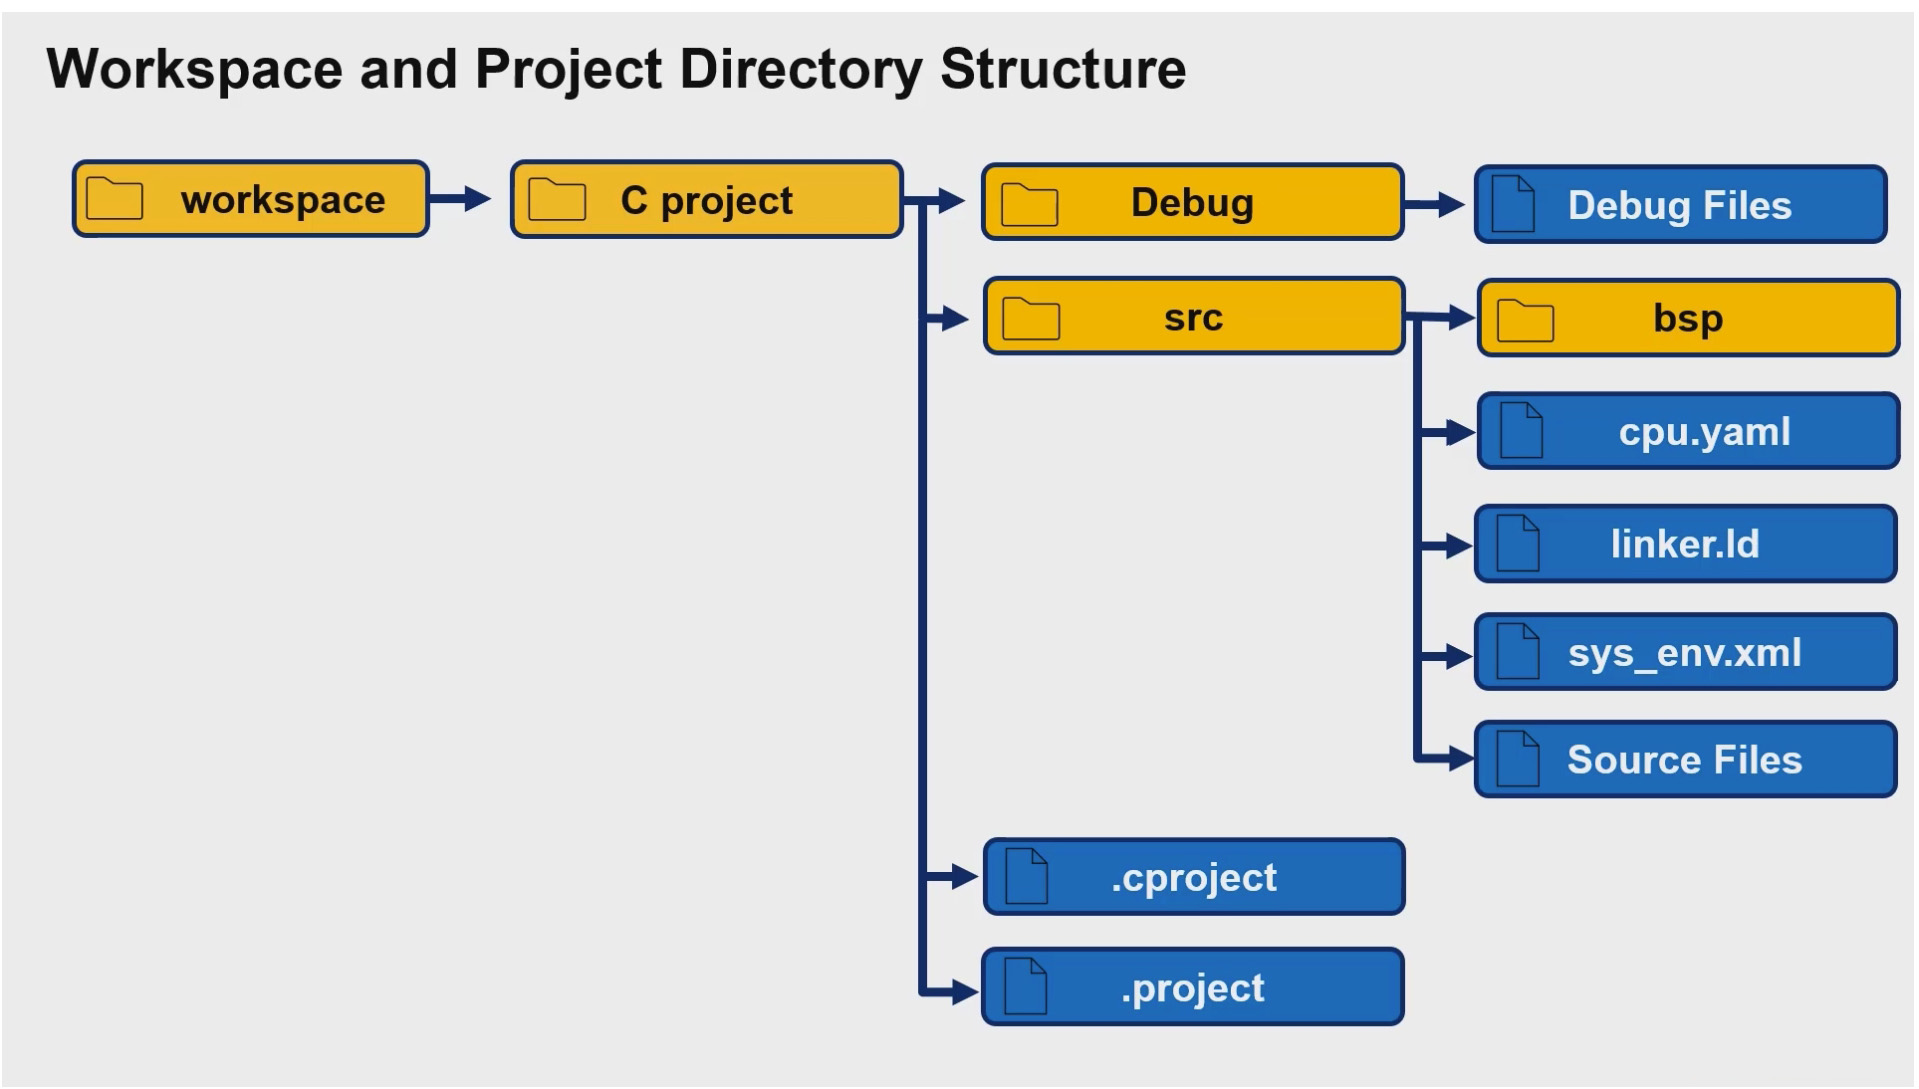 Workspace and Project Directory Structure
workspace
C project
Debug
Debug Files
src
bsp
cpu.yaml
linker.ld
sys_env.xml
Source Files
.cproject
.project